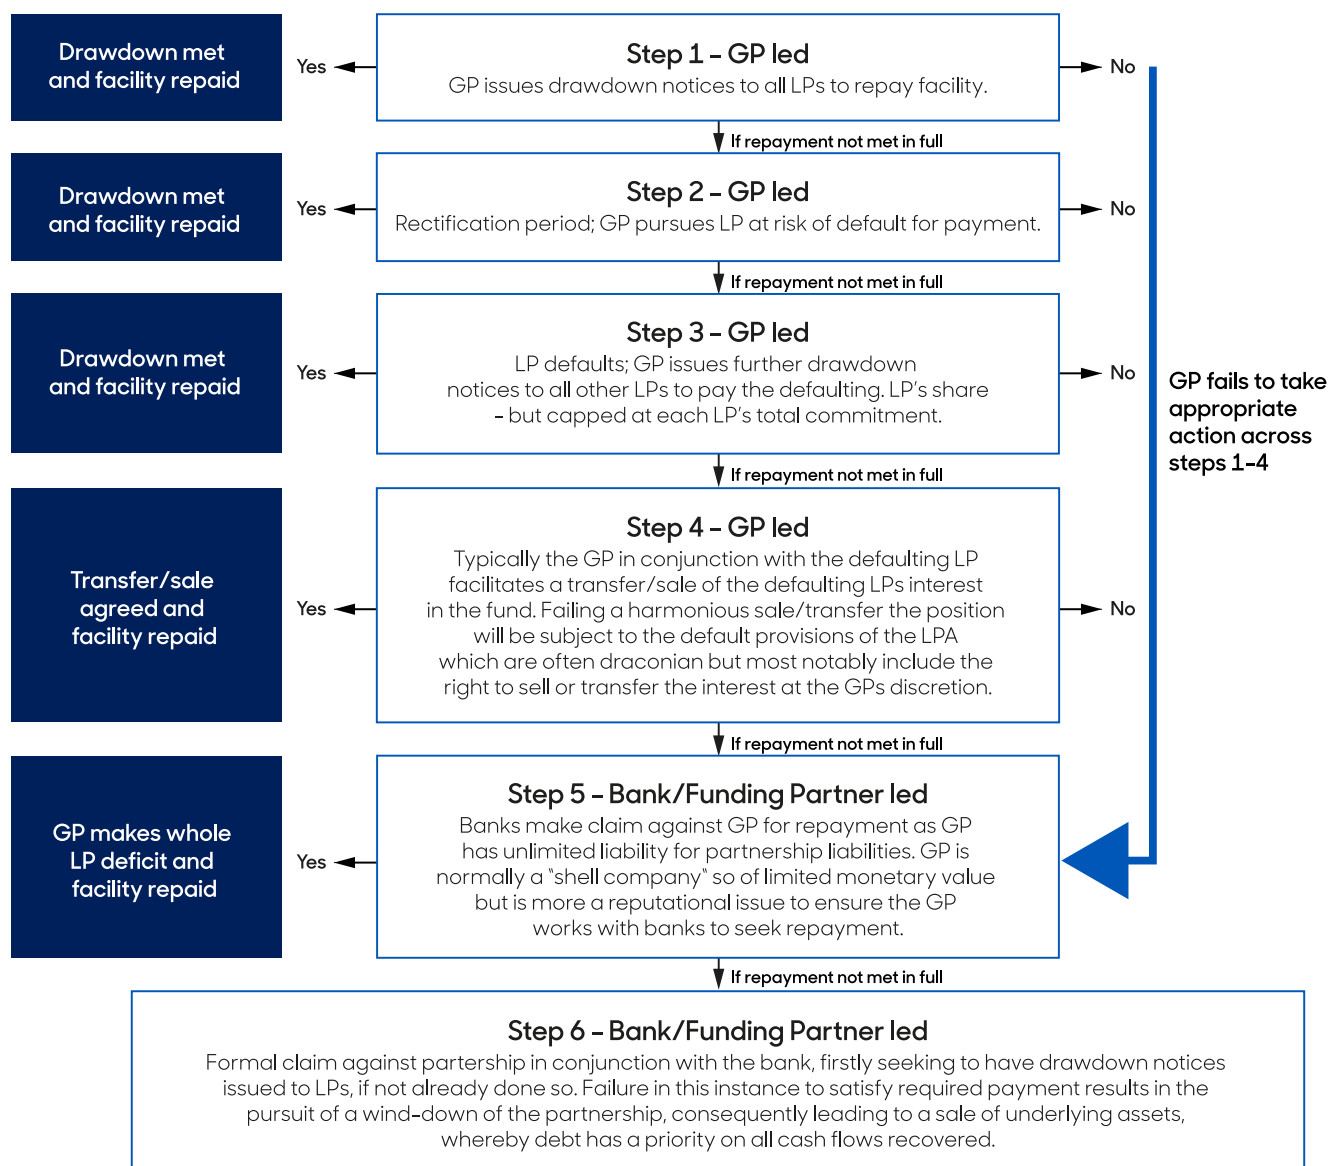 Drawdown met
and facility repaid
Yes
Step 1 – GP led
GP issues drawdown notices to all LPs to repay facility.
No
If repayment not met in full
Drawdown met
and facility repaid
Yes
Step 2 – GP led
Rectification period; GP pursues LP at risk of default for payment.
No
If repayment not met in full
Drawdown met
and facility repaid
Yes
Step 3 – GP led
LP defaults; GP issues further drawdown
notices to all other LPs to pay the defaulting. LP's share
– but capped at each LP's total commitment.
No
GP fails to take
appropriate
action across
steps 1–4
If repayment not met in full
Transfer/sale
agreed and
facility repaid
Yes
Step 4 – GP led
Typically the GP in conjunction with the defaulting LP
facilitates a transfer/sale of the defaulting LPs interest
in the fund. Failing a harmonious sale/transfer the position
will be subject to the default provisions of the LPA
which are often draconian but most notably include the
right to sell or transfer the interest at the GPs discretion.
No
If repayment not met in full
GP makes whole
LP deficit and
facility repaid
Yes
Step 5 – Bank/Funding Partner led
Banks make claim against GP for repayment as GP
has unlimited liability for partnership liabilities. GP is
normally a "shell company" so of limited monetary value
but is more a reputational issue to ensure the GP
works with banks to seek repayment.
If repayment not met in full
Step 6 – Bank/Funding Partner led
Formal claim against partership in conjunction with the bank, firstly seeking to have drawdown notices
issued to LPs, if not already done so. Failure in this instance to satisfy required payment results in the
pursuit of a wind-down of the partnership, consequently leading to a sale of underlying assets,
whereby debt has a priority on all cash flows recovered.